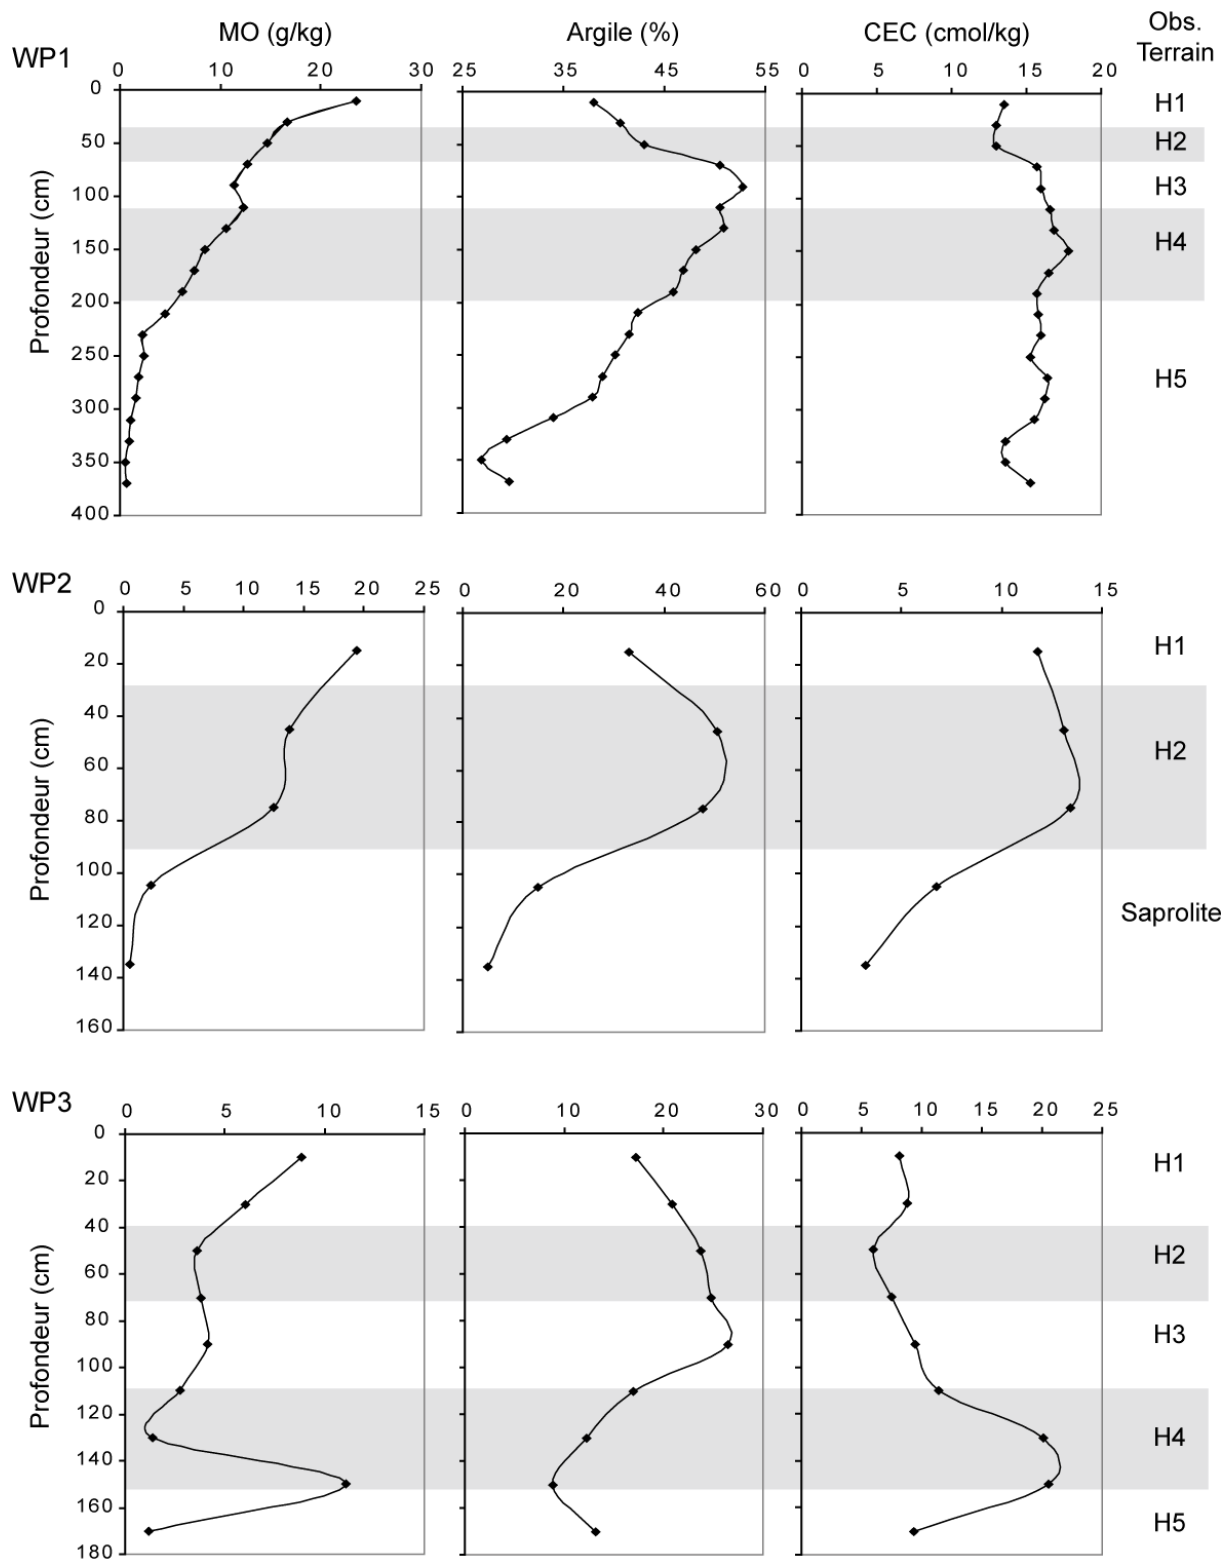 MO (g/kg) Argile (%) CEC (cmol/kg) Obs. Terrain
WP1
0 10 20 30 25 35 45 55 0 5 10 15 20
0
50
100
150
200
250
300
350
400
Profondeur (cm)
H1
H2
H3
H4
H5
WP2
0 5 10 15 20 25 0 20 40 60 0 5 10 15
0
20
40
60
80
100
120
140
160
Profondeur (cm)
H1
H2
Saprolite
WP3
0 5 10 15 0 10 20 30 0 5 10 15 20 25
0
20
40
60
80
100
120
140
160
180
Profondeur (cm)
H1
H2
H3
H4
H5